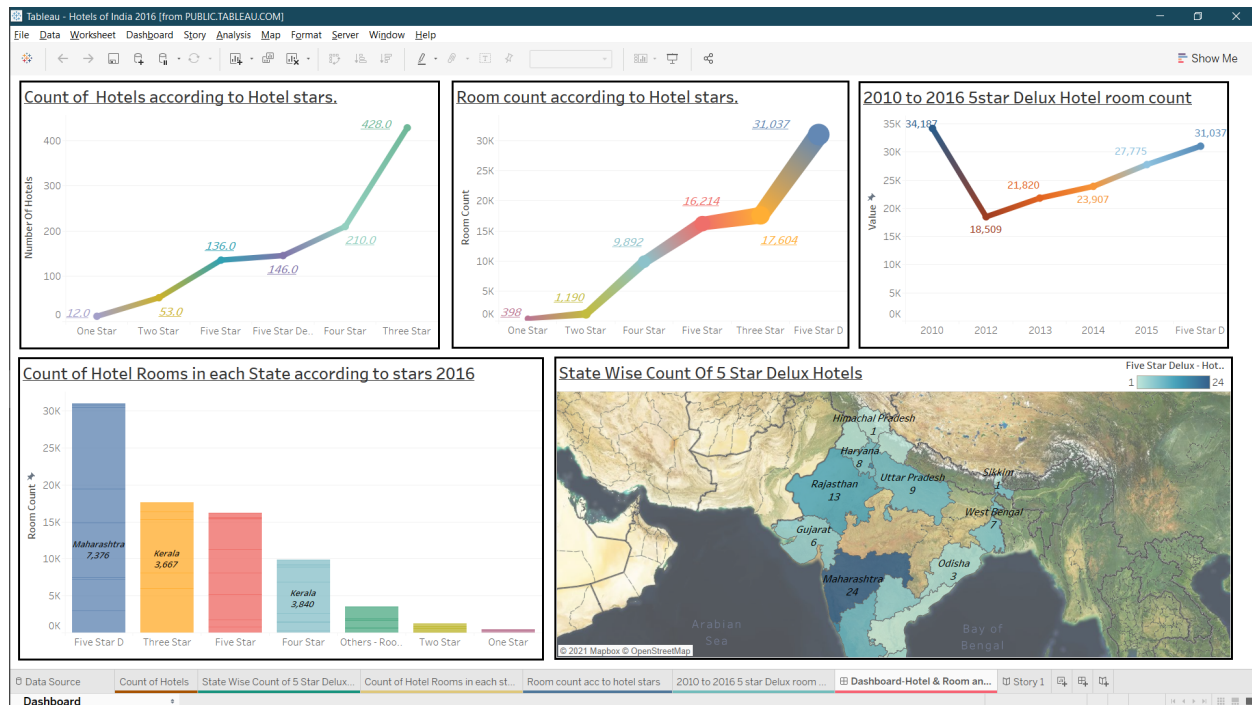 Tableau - Hotels of India 2016 [from PUBLIC.TABLEAU.COM]
File Data Worksheet Dashboard Story Analysis Map Format Server Window Help
Show Me
Count of Hotels according to Hotel stars.
Number Of Hotels
400
300
200
100
0
12.0
53.0
136.0
146.0
210.0
428.0
One Star Two Star Five Star Five Star De.. Four Star Three Star
Room count according to Hotel stars.
Room Count
30K
25K
20K
15K
10K
5K
0K
398
1,190
9,892
16,214
17,604
31,037
One Star Two Star Four Star Five Star Three Star Five Star D
2010 to 2016 5star Delux Hotel room count
Value
35K
30K
25K
20K
15K
10K
5K
0K
34,187
18,509
21,820
23,907
27,775
31,037
2010 2012 2013 2014 2015 Five Star D
Count of Hotel Rooms in each State according to stars 2016
Room Count
30K
25K
20K
15K
10K
5K
0K
Maharashtra
7,376
Kerala
3,667
Kerala
3,840
Five Star D Three Star Five Star Four Star Others - Roo.. Two Star One Star
State Wise Count Of 5 Star Delux Hotels
Five Star Delux - Hot..
1 24
Himachal Pradesh
1
Haryana
8
Rajasthan
13
Uttar Pradesh
9
Sikkim
1
West Bengal
7
Gujarat
6
Odisha
3
Maharashtra
24
Arabian
Sea
Bay of
Bengal
© 2021 Mapbox © OpenStreetMap
Data Source Count of Hotels State Wise Count of 5 Star Delux... Count of Hotel Rooms in each st... Room count acc to hotel stars 2010 to 2016 5 star Delux room ... Dashboard-Hotel & Room an... Story 1
Dashboard